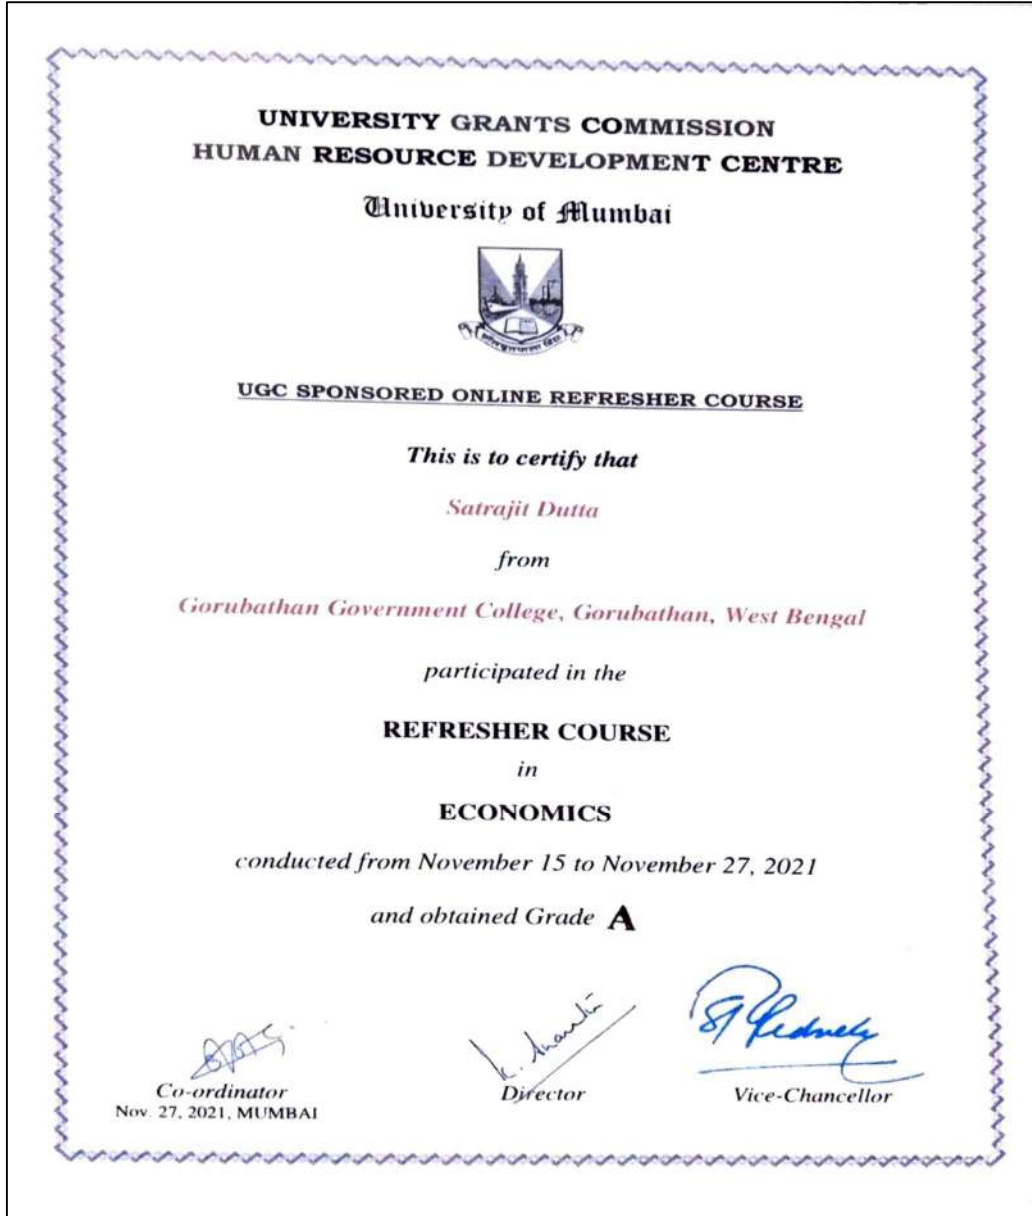 UNIVERSITY GRANTS COMMISSION
HUMAN RESOURCE DEVELOPMENT CENTRE
University of Mumbai
UGC SPONSORED ONLINE REFRESHER COURSE
This is to certify that
Satrajit Dutta
from
Gorubathan Government College, Gorubathan, West Bengal
participated in the
REFRESHER COURSE
in
ECONOMICS
conducted from November 15 to November 27, 2021
and obtained Grade A
Co-ordinator
Director
Vice-Chancellor
Nov. 27, 2021, MUMBAI